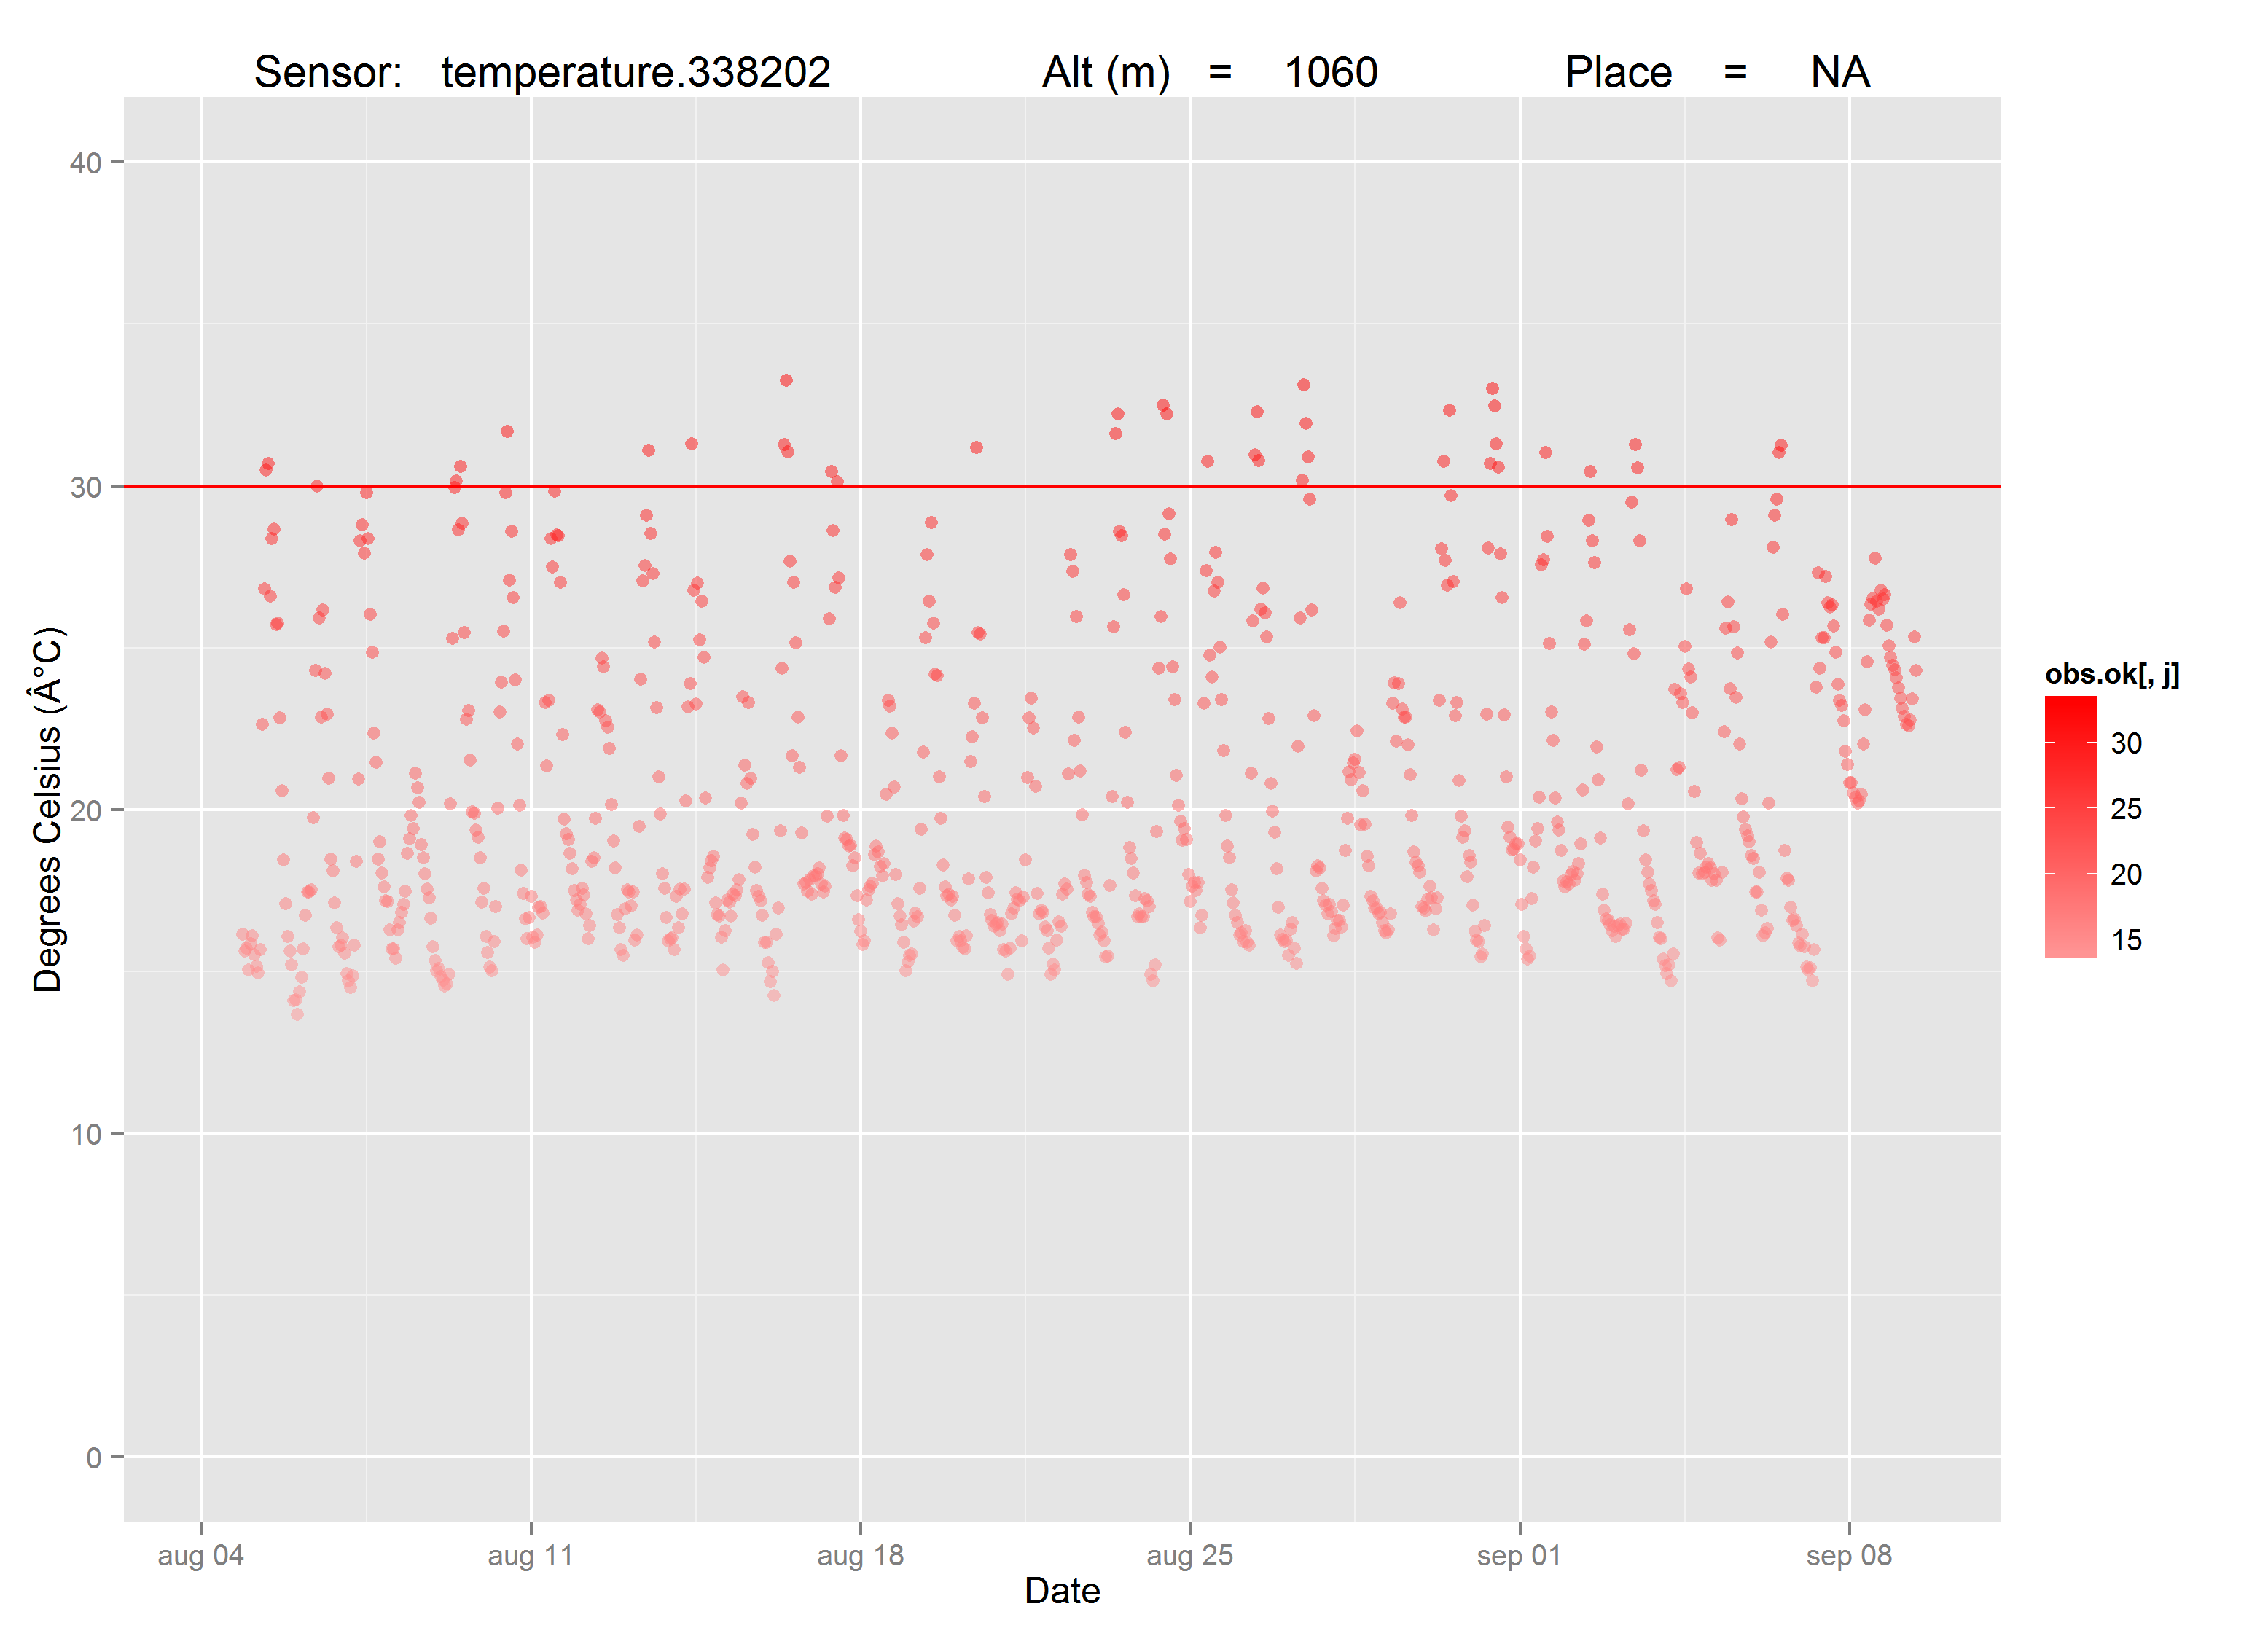 Sensor: temperature.338202 Alt (m) = 1060 Place = NA
40
30
20
10
0
Degrees Celsius (Â°C)
aug 04 aug 11 aug 18 aug 25 sep 01 sep 08
Date
obs.ok[, j]
30
25
20
15